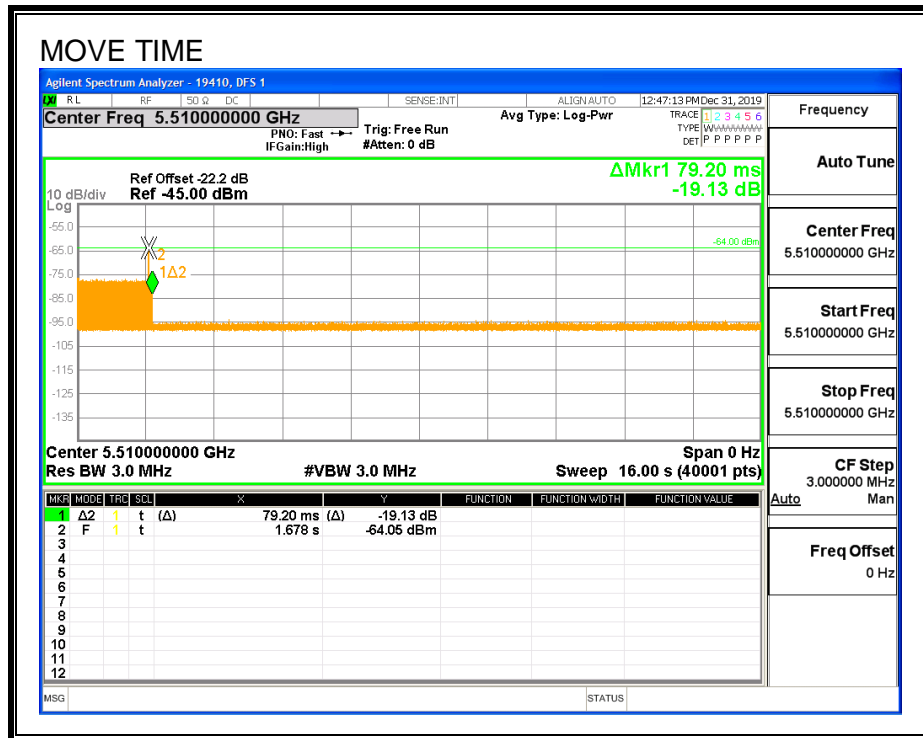 MOVE TIME
Agilent Spectrum Analyzer - 19410, DFS 1
LXI RL RF 50 Ω DC SENSE:INT ALIGN AUTO 12:47:13 PM Dec 31, 2019
Center Freq 5.510000000 GHz
PNO: Fast
IFGain:High
Trig: Free Run
#Atten: 0 dB
Avg Type: Log-Pwr
TRACE 1 2 3 4 5 6
TYPE WWWWWW
DET P P P P P P
ΔMkr1 79.20 ms
-19.13 dB
Ref Offset -22.2 dB
10 dB/div Ref -45.00 dBm
Log
-55.0
-64.00 dBm
-65.0
2
-75.0
1Δ2
-85.0
-95.0
-105
-115
-125
-135
Center 5.510000000 GHz Span 0 Hz
Res BW 3.0 MHz #VBW 3.0 MHz Sweep 16.00 s (40001 pts)
MKR MODE TRC SCL X Y FUNCTION FUNCTION WIDTH FUNCTION VALUE
1 Δ2 1 t (Δ) 79.20 ms (Δ) -19.13 dB
2 F 1 t 1.678 s -64.05 dBm
3
4
5
6
7
8
9
10
11
12
MSG STATUS
Frequency
Auto Tune
Center Freq
5.510000000 GHz
Start Freq
5.510000000 GHz
Stop Freq
5.510000000 GHz
CF Step
3.000000 MHz
Auto Man
Freq Offset
0 Hz